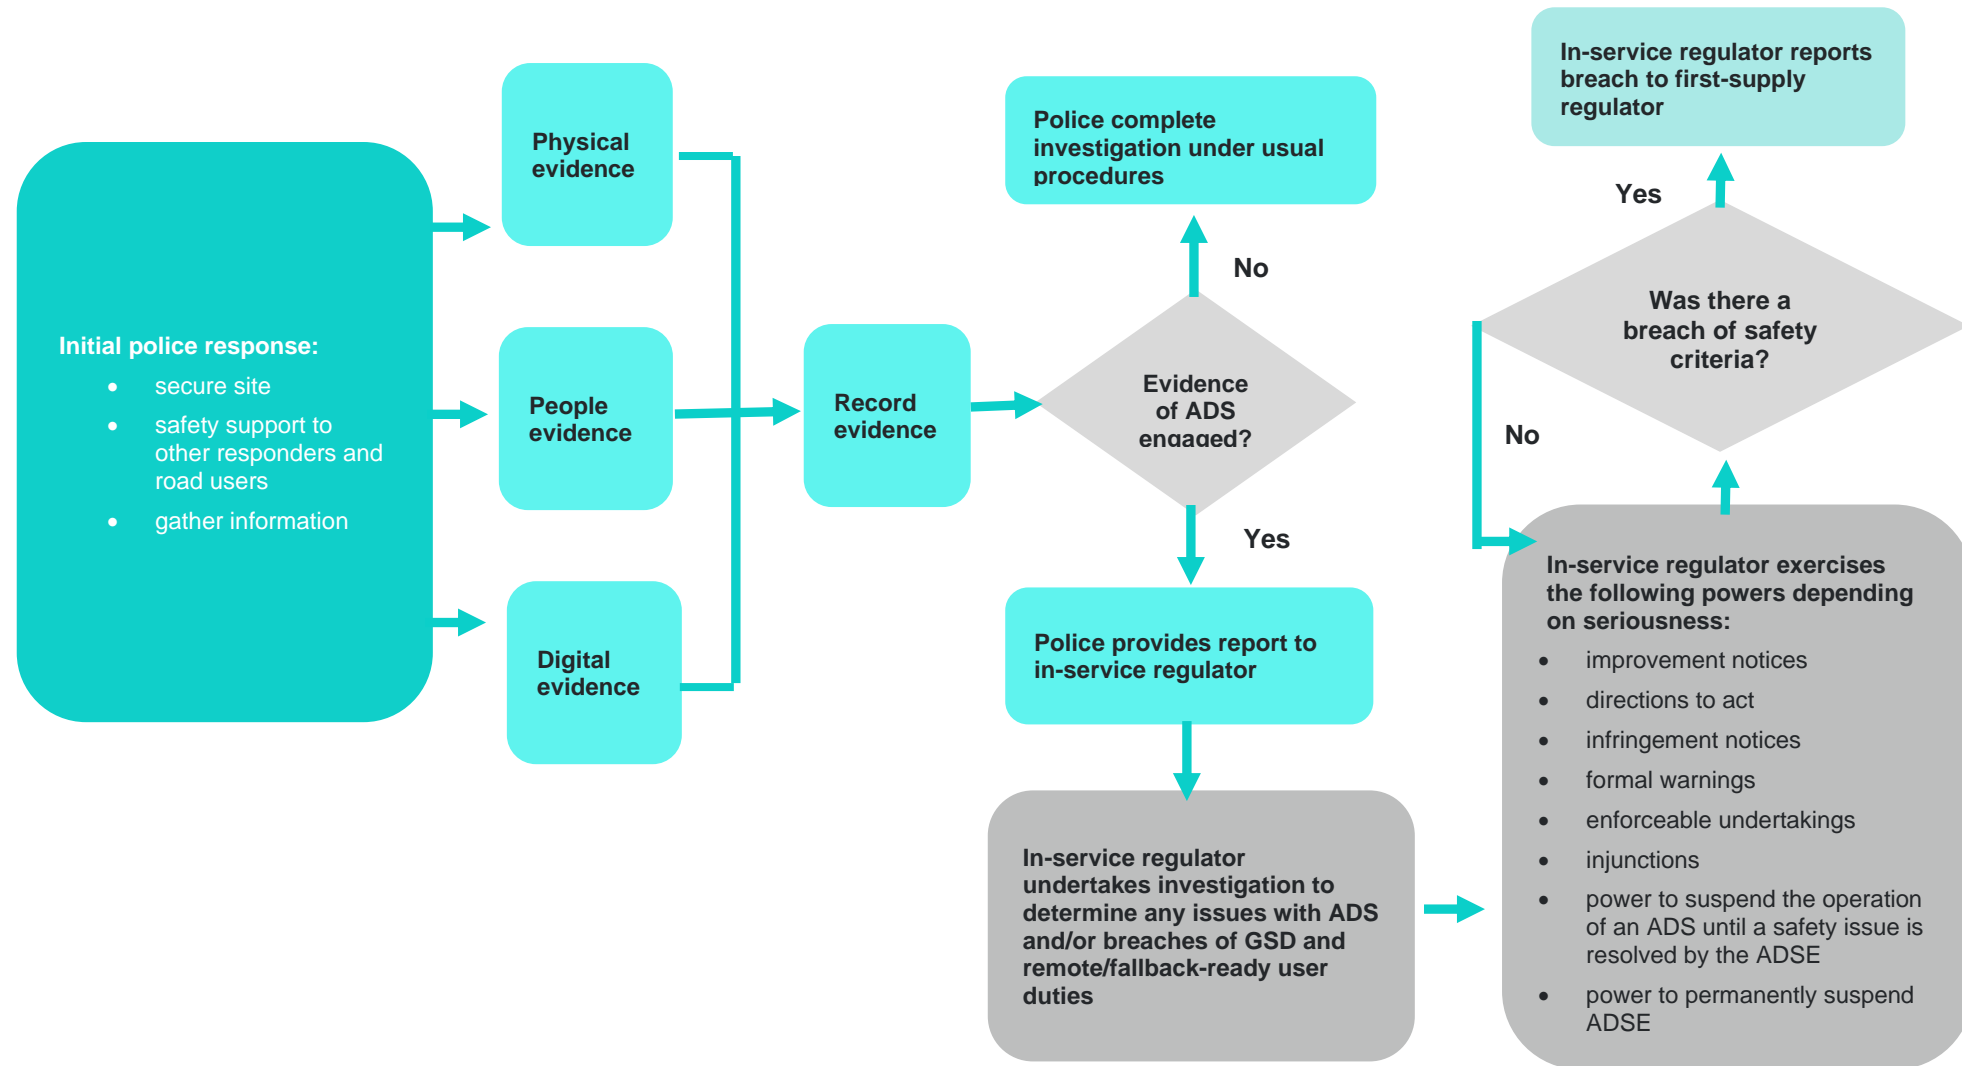 Initial police response:
• secure site
• safety support to
other responders and
road users
• gather information
Physical
evidence
People
evidence
Digital
evidence
Record
evidence
Police complete
investigation under usual
procedures
No
Evidence
of ADS
engaged?
Yes
Police provides report to
in-service regulator
In-service regulator
undertakes investigation to
determine any issues with ADS
and/or breaches of GSD and
remote/fallback-ready user
duties
In-service regulator reports
breach to first-supply
regulator
Yes
Was there a
breach of safety
criteria?
No
In-service regulator exercises
the following powers depending
on seriousness:
• improvement notices
• directions to act
• infringement notices
• formal warnings
• enforceable undertakings
• injunctions
• power to suspend the operation
of an ADS until a safety issue is
resolved by the ADSE
• power to permanently suspend
ADSE